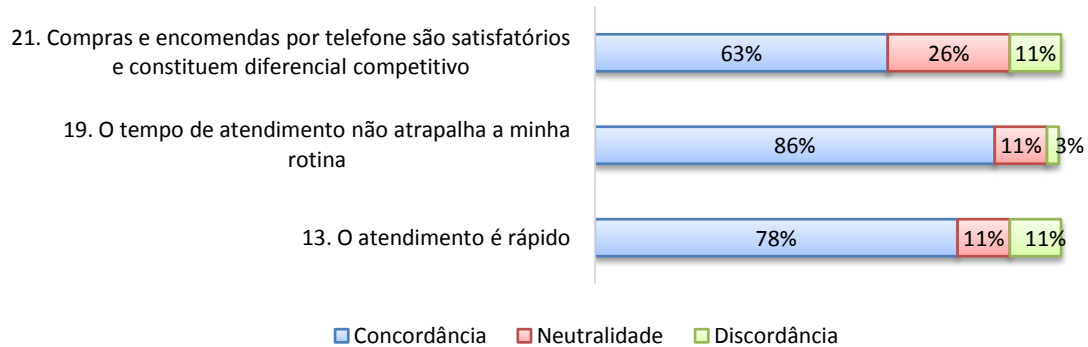 21. Compras e encomendas por telefone são satisfatórios
e constituem diferencial competitivo
63% 26% 11%
19. O tempo de atendimento não atrapalha a minha
rotina
86% 11% 3%
13. O atendimento é rápido
78% 11% 11%
Concordância Neutralidade Discordância